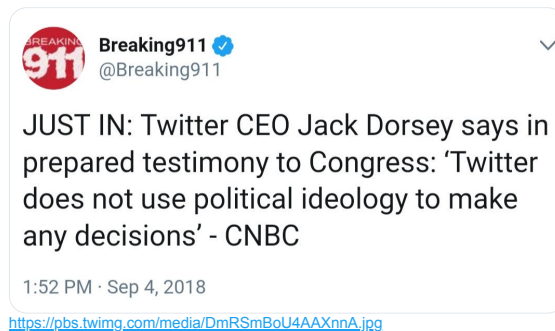 BREAKING
911
Breaking911
@Breaking911
JUST IN: Twitter CEO Jack Dorsey says in
prepared testimony to Congress: ‘Twitter
does not use political ideology to make
any decisions’ - CNBC
1:52 PM · Sep 4, 2018
https://pbs.twimg.com/media/DmRSmBoU4AAXnnA.jpg